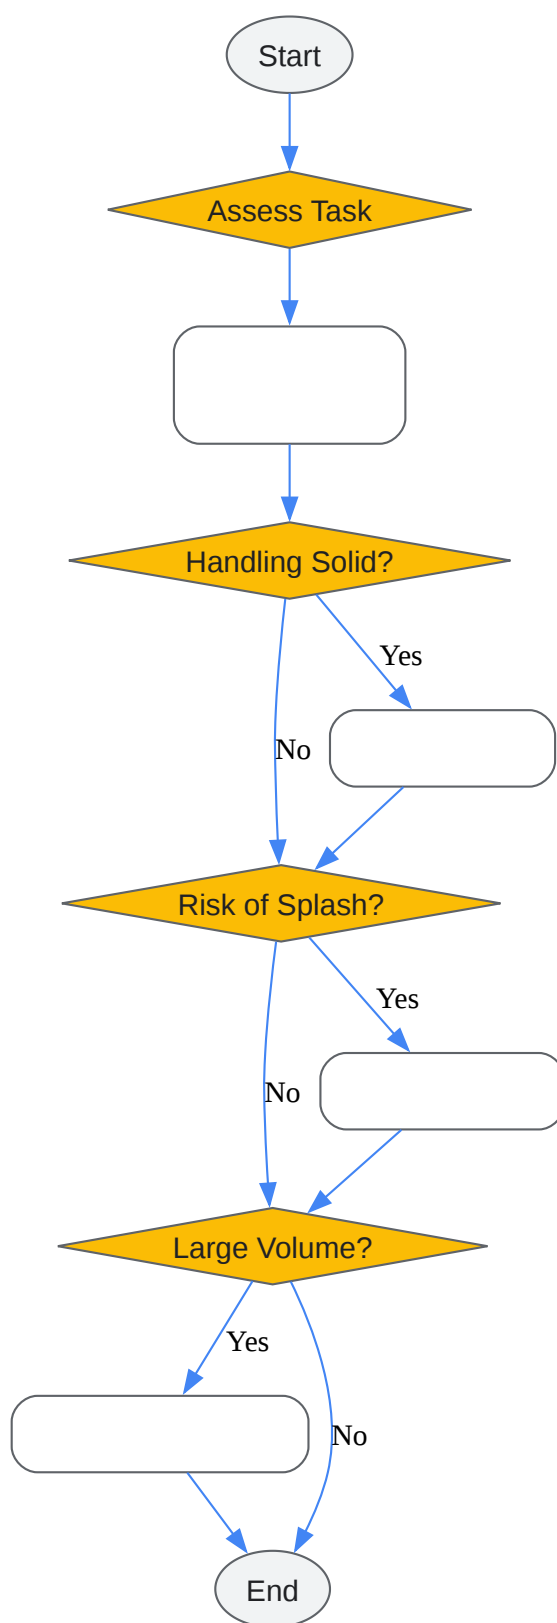 Start
Assess Task
Handling Solid?
Yes
No
Risk of Splash?
Yes
No
Large Volume?
Yes
No
End